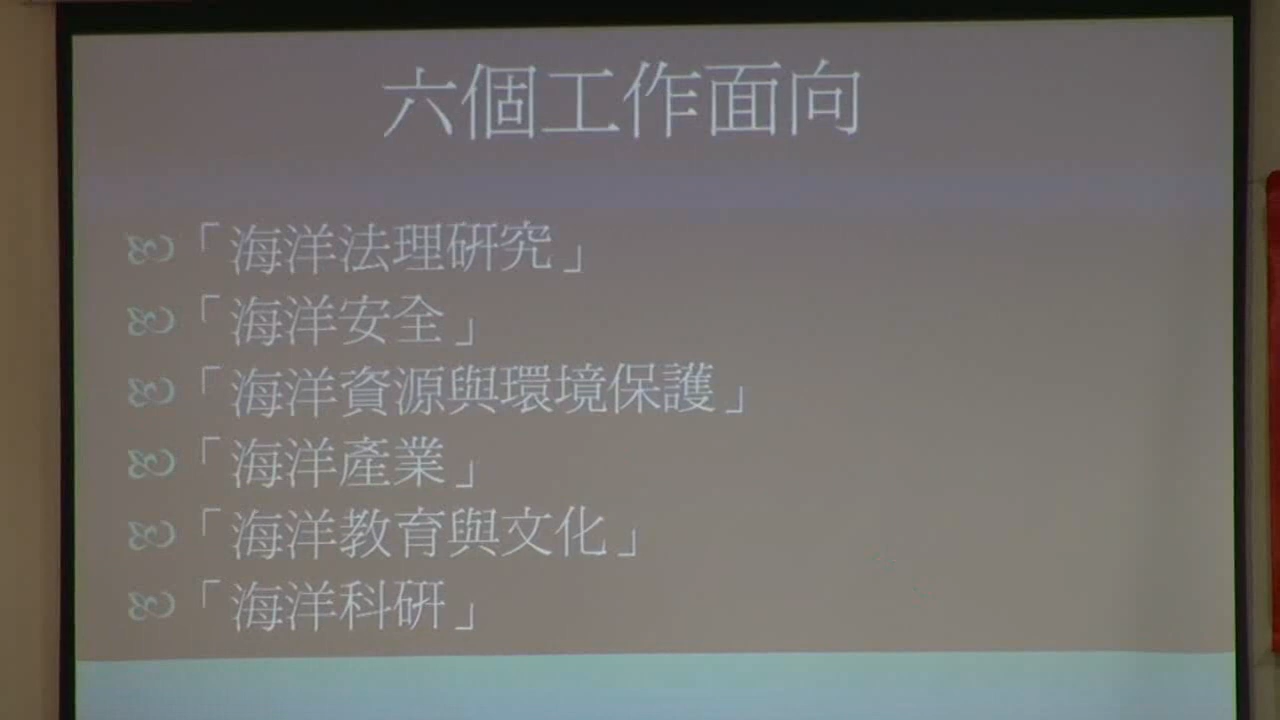 六個工作面向
「海洋法理研究」
「海洋安全」
「海洋資源與環境保護」
「海洋產業」
「海洋教育與文化」
「海洋科研」